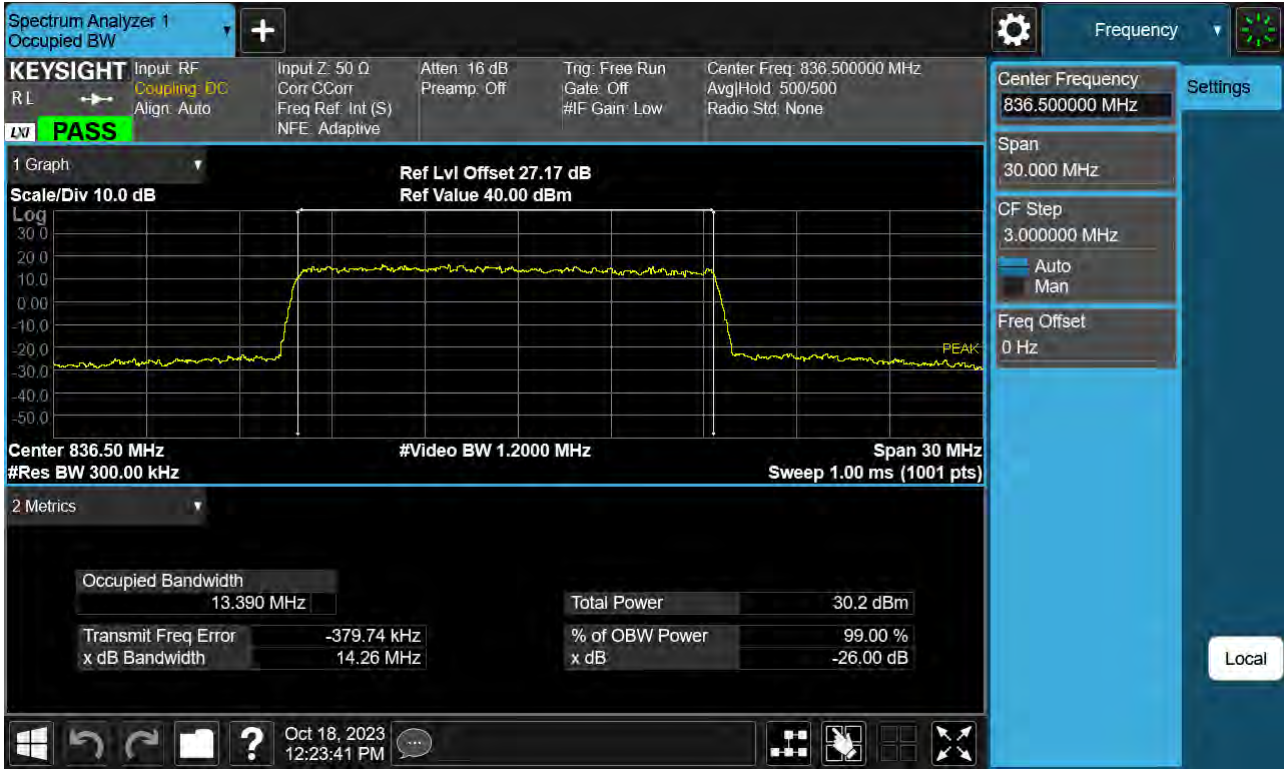 Spectrum Analyzer 1
Occupied BW
+
Frequency
KEYSIGHT
RL
LXI PASS
Input: RF
Coupling: DC
Align: Auto
Input Z: 50 Ω
Corr CCorr
Freq Ref: Int (S)
NFE: Adaptive
Atten: 16 dB
Preamp: Off
Trig: Free Run
Gate: Off
#IF Gain: Low
Center Freq: 836.500000 MHz
Avg|Hold: 500/500
Radio Std: None
1 Graph
Scale/Div 10.0 dB
Ref Lvl Offset 27.17 dB
Ref Value 40.00 dBm
Log
30.0
20.0
10.0
0.00
-10.0
-20.0
-30.0
-40.0
-50.0
PEAK
Center 836.50 MHz
#Video BW 1.2000 MHz
Span 30 MHz
#Res BW 300.00 kHz
Sweep 1.00 ms (1001 pts)
2 Metrics
Occupied Bandwidth
13.390 MHz
Total Power 30.2 dBm
Transmit Freq Error -379.74 kHz
% of OBW Power 99.00 %
x dB Bandwidth 14.26 MHz
x dB -26.00 dB
Center Frequency
836.500000 MHz
Settings
Span
30.000 MHz
CF Step
3.000000 MHz
Auto
Man
Freq Offset
0 Hz
Local
?
Oct 18, 2023
12:23:41 PM